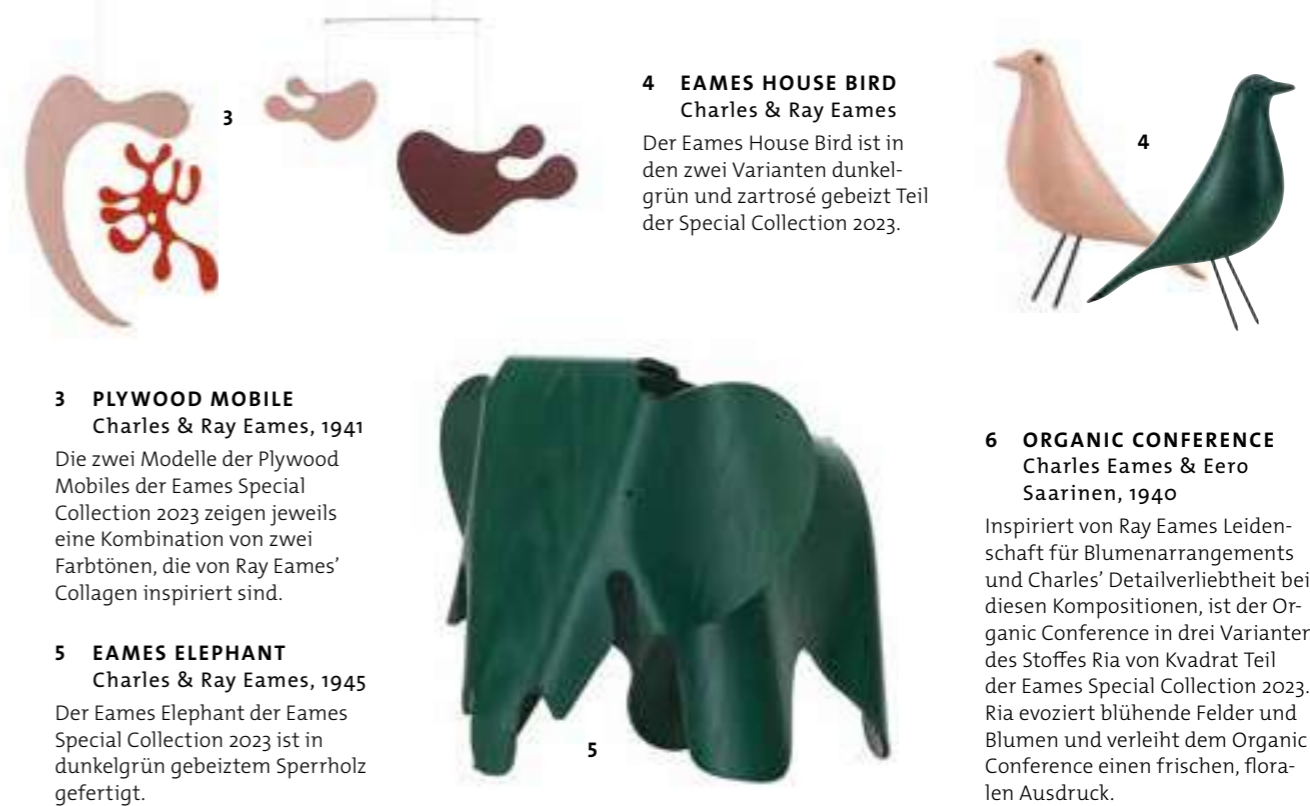 3
4 EAMES HOUSE BIRD
Charles & Ray Eames
Der Eames House Bird ist in
den zwei Varianten dunkel-
grün und zartrosé gebeizt Teil
der Special Collection 2023.
4
3 PLYWOOD MOBILE
Charles & Ray Eames, 1941
Die zwei Modelle der Plywood
Mobiles der Eames Special
Collection 2023 zeigen jeweils
eine Kombination von zwei
Farbtönen, die von Ray Eames’
Collagen inspiriert sind.
5 EAMES ELEPHANT
Charles & Ray Eames, 1945
Der Eames Elephant der Eames
Special Collection 2023 ist in
dunkelgrün gebeiztem Sperrholz
gefertigt.
5
6 ORGANIC CONFERENCE
Charles Eames & Eero
Saarinen, 1940
Inspiriert von Ray Eames Leiden-
schaft für Blumenarrangements
und Charles’ Detailverliebtheit bei
diesen Kompositionen, ist der Or-
ganic Conference in drei Varianten
des Stoffes Ria von Kvadrat Teil
der Eames Special Collection 2023.
Ria evoziert blühende Felder und
Blumen und verleiht dem Organic
Conference einen frischen, flora-
len Ausdruck.